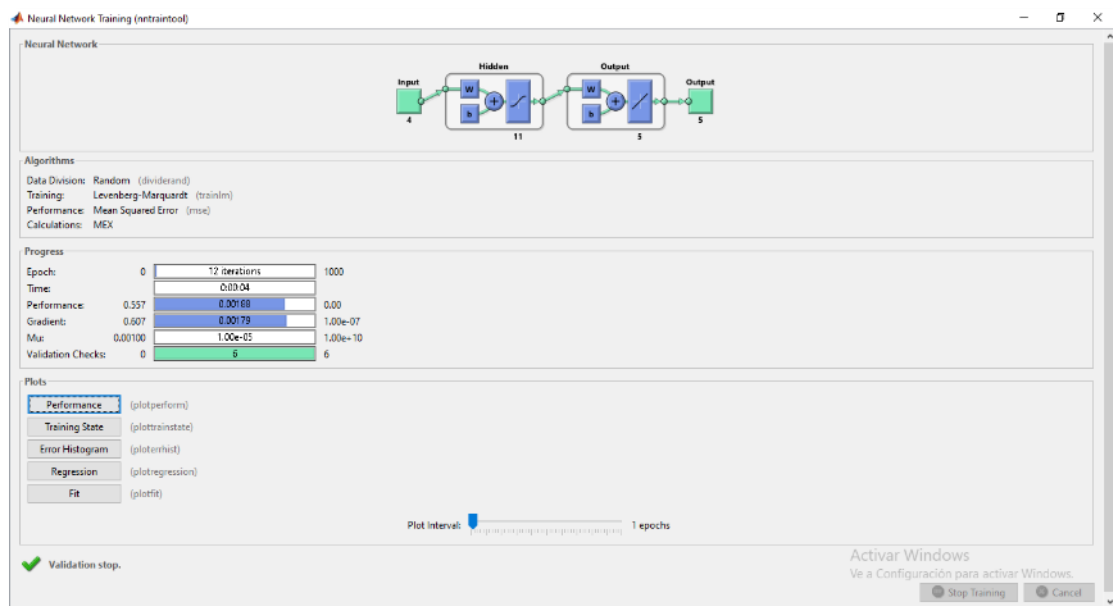 Neural Network Training (nntraintool)
Neural Network
Hidden Output
Input W b W b Output
4 11 5 5
Algorithms
Data Division: Random (dividerand)
Training: Levenberg-Marquardt (trainlm)
Performance: Mean Squared Error (mse)
Calculations: MEX
Progress
Epoch: 0 12 iterations 1000
Time: 0:00:04
Performance: 0.557 0.00188 0.00
Gradient: 0.607 0.00179 1.00e-07
Mu: 0.00100 1.00e-05 1.00e+10
Validation Checks: 0 6 6
Plots
Performance (plotperform)
Training State (plottrainstate)
Error Histogram (ploterrhist)
Regression (plotregression)
Fit (plotfit)
Plot Interval: 1 epochs
Validation stop.
Activar Windows
Ve a Configuración para activar Windows.
Stop Training Cancel